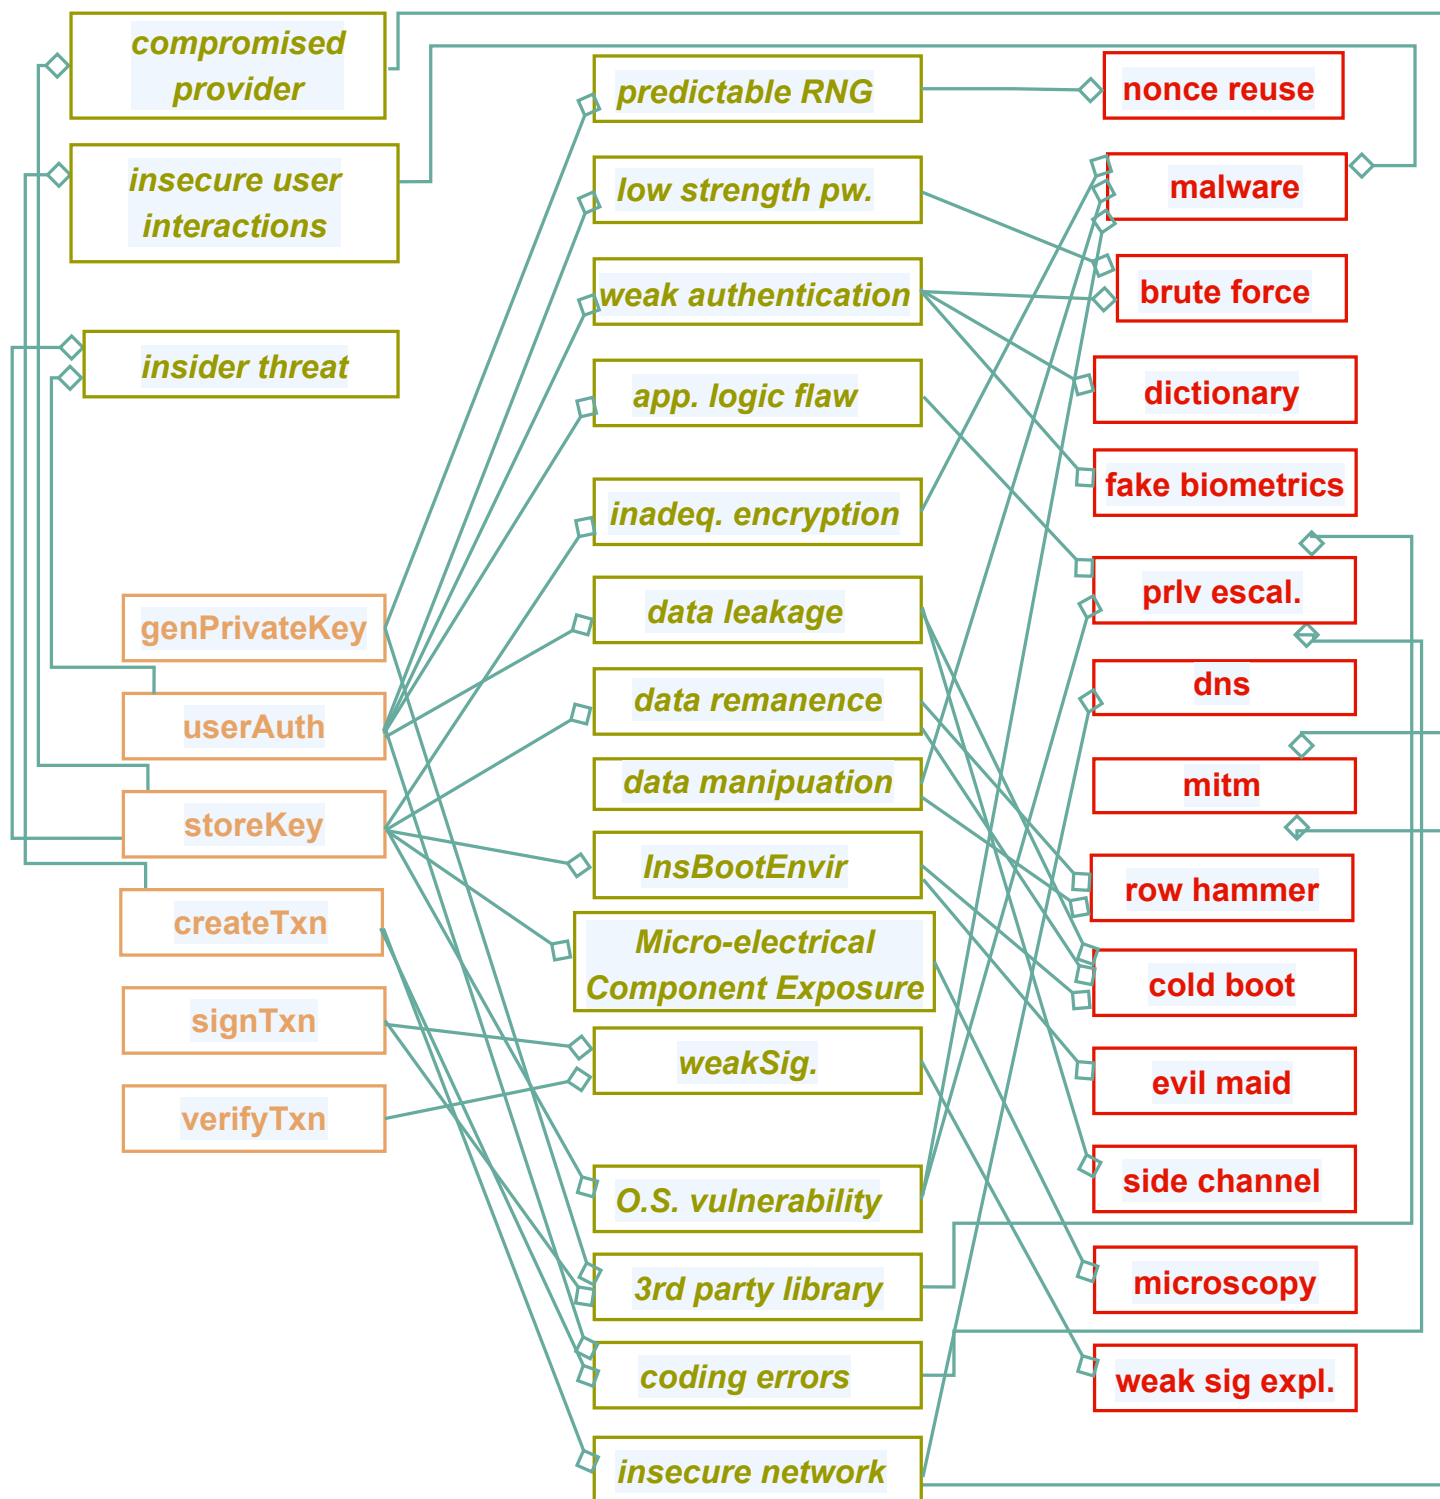 compromised
provider
insecure user
interactions
insider threat
genPrivateKey
userAuth
storeKey
createTxn
signTxn
verifyTxn
predictable RNG
low strength pw.
weak authentication
app. logic flaw
inadeq. encryption
data leakage
data remanence
data manipuation
InsBootEnvir
Micro-electrical
Component Exposure
weakSig.
O.S. vulnerability
3rd party library
coding errors
insecure network
nonce reuse
malware
brute force
dictionary
fake biometrics
prlv escal.
dns
mitm
row hammer
cold boot
evil maid
side channel
microscopy
weak sig expl.